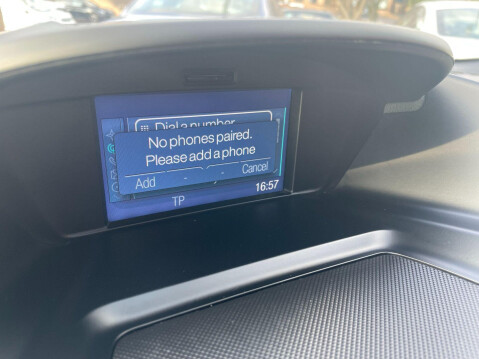 Dial a number
No phones paired.
Please add a phone
Add - - Cancel
16:57
TP